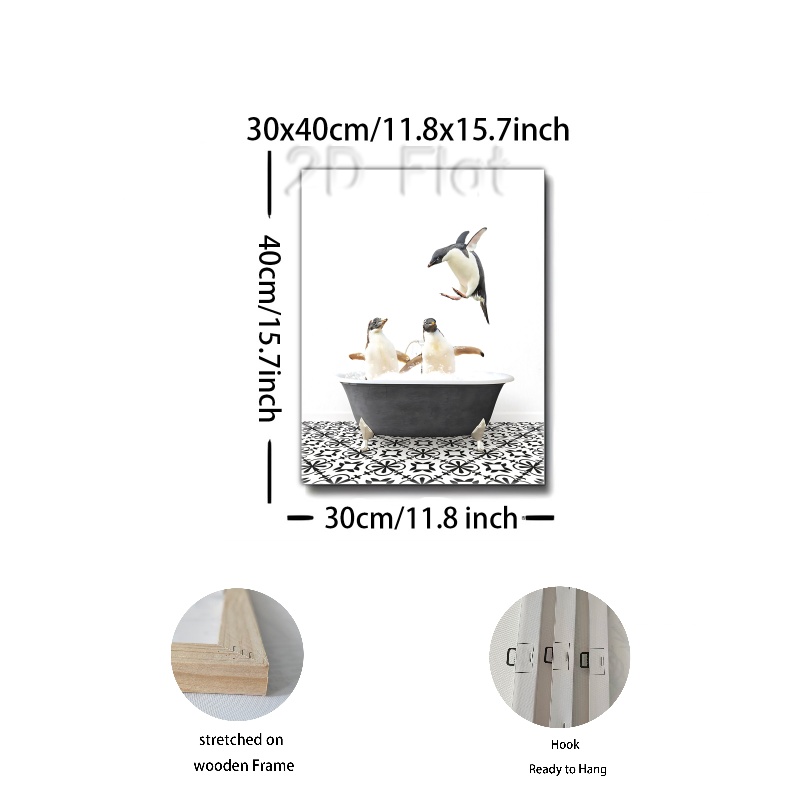 30x40cm/11.8x15.7inch
2D Flat
40cm/15.7inch
30cm/11.8 inch
stretched on
wooden Frame
Hook
Ready to Hang